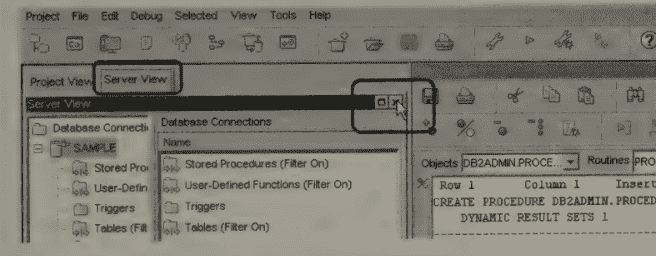 Project File Edit Debug Selected View Tools Help
Project View Server View
Server View
Database Connecti
SAMPLE
Stored Pro
User-Defin
Triggers
Tables (Filt
Database Connections
Name
Stored Procedures (Filter On)
User-Defined Functions (Filter On)
Triggers
Tables (Filter On)
Objects DB2ADMIN.PROCE... Routines PRO
Row 1 Column 1 Insert
CREATE PROCEDURE DB2ADMIN.PROCED
DYNAMIC RESULT SETS 1